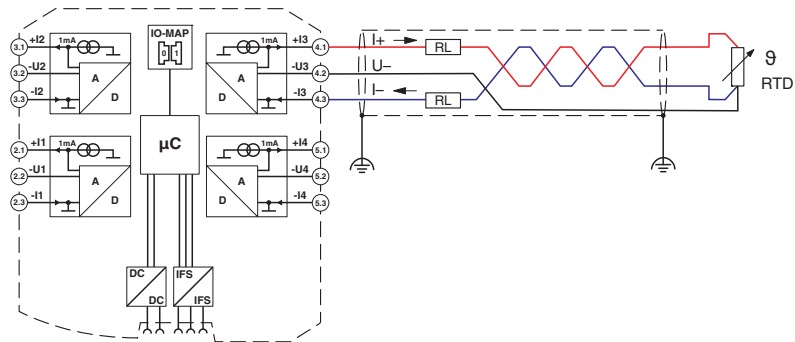 +I2
3.1
1mA
-U2
3.2
A
-I2
3.3
D
IO-MAP
0 1
+I3
1mA
4.1
-U3
A
4.2
-I3
D
4.3
+I1
2.1
1mA
-U1
2.2
A
-I1
2.3
D
µC
+I4
1mA
5.1
-U4
A
5.2
-I4
D
5.3
DC
DC
IFS
IFS
I+
RL
U–
I–
RL
ϑ
RTD